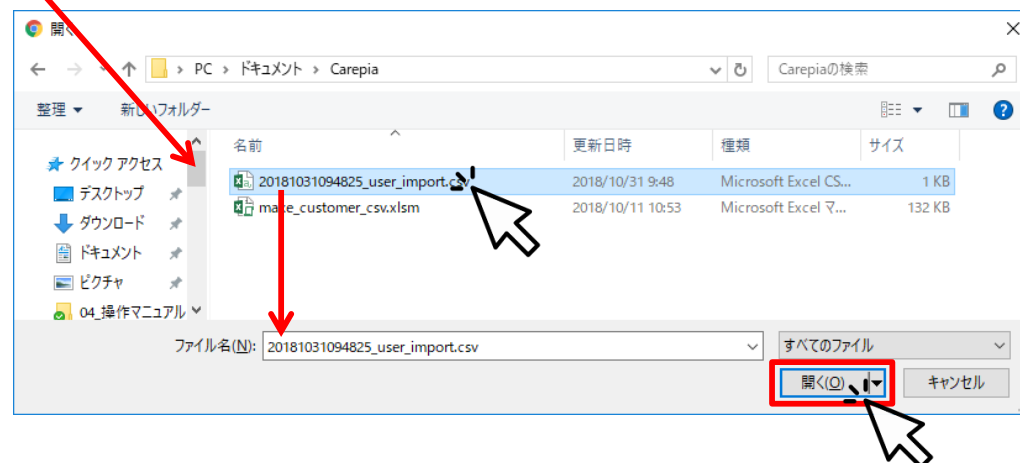 開く
PC › ドキュメント › Carepia
Carepiaの検索
整理 新しいフォルダー
名前 更新日時 種類 サイズ
クイック アクセス
20181031094825_user_import.csv 2018/10/31 9:48 Microsoft Excel CS... 1 KB
デスクトップ
make_customer_csv.xlsm 2018/10/11 10:53 Microsoft Excel マ... 132 KB
ダウンロード
ドキュメント
ピクチャ
04_操作マニュアル
ファイル名(N): 20181031094825_user_import.csv すべてのファイル
開く(O) キャンセル